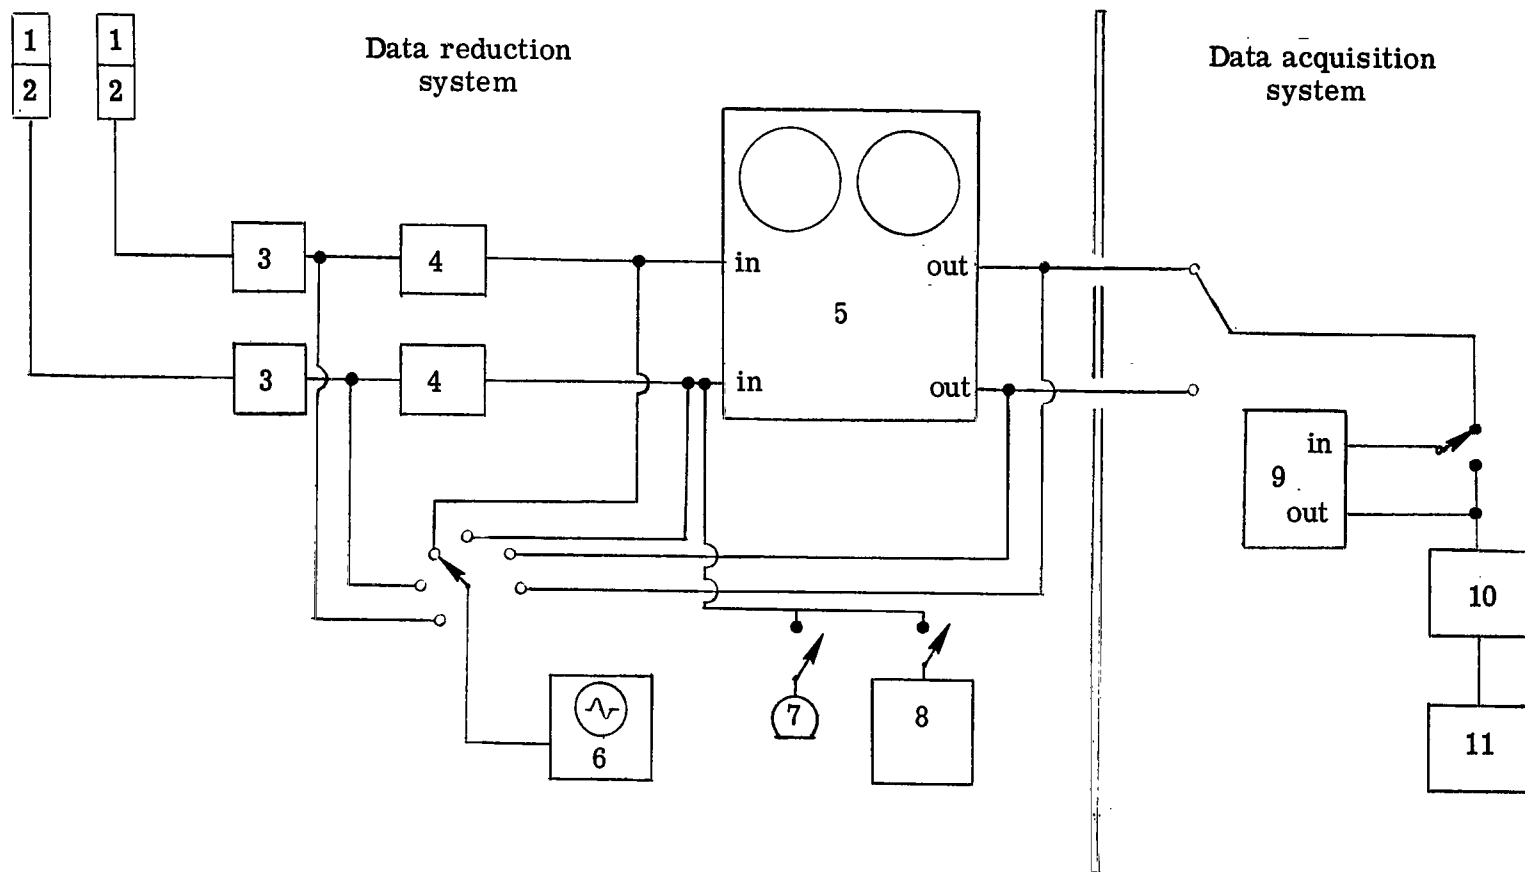 1
1
2
2
Data reduction
system
Data acquisition
system
3
4
in
out
5
3
4
in
out
in
9
out
10
6
7
8
11